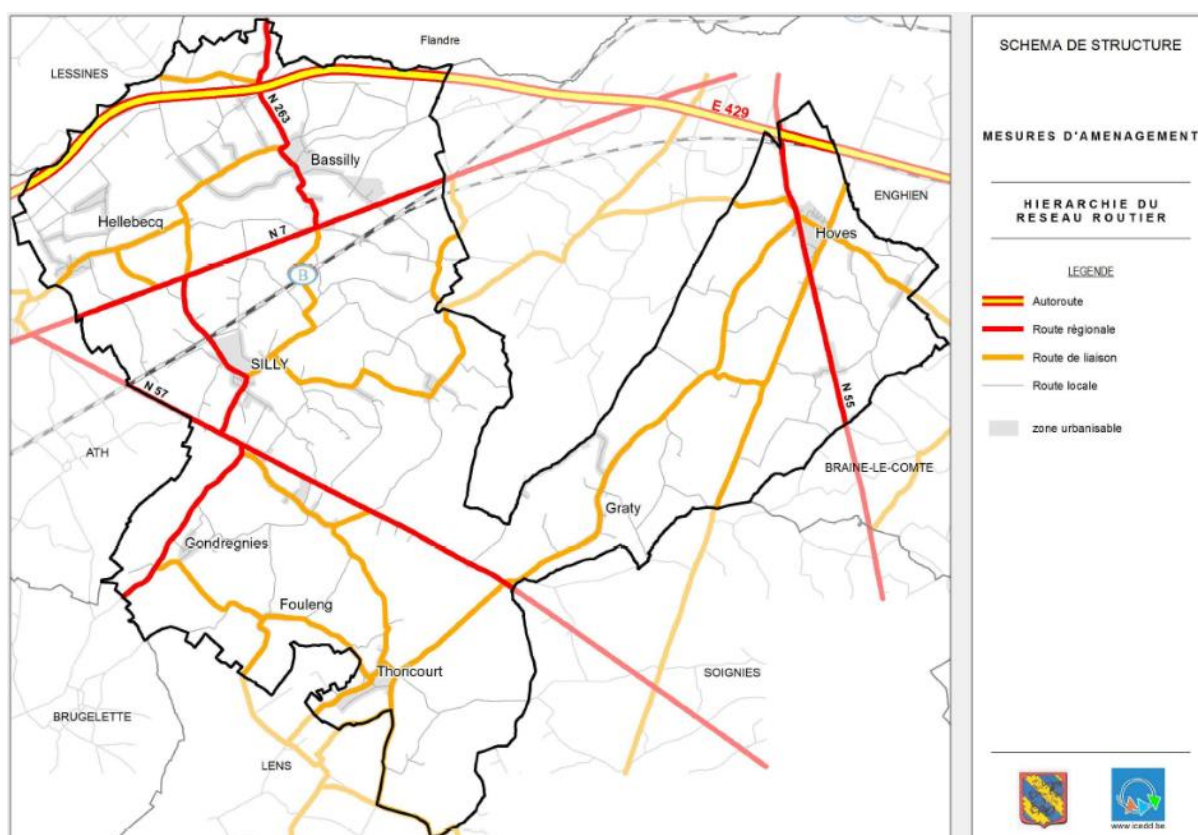 Flandre
LESSINES
E 429
N 263
Bassilly
ENGHIEN
Hellebecq
N 7
Hoves
B
SILLY
N 57
N 55
ATH
BRAINE-LE-COMTE
Graty
Gondregnies
Fouleng
Thoricourt
SOIGNIES
BRUGELETTE
LENS
SCHEMA DE STRUCTURE
MESURES D'AMENAGEMENT
HIERARCHIE DU
RESEAU ROUTIER
LEGENDE
Autoroute
Route régionale
Route de liaison
Route locale
zone urbanisable
www.icedd.be